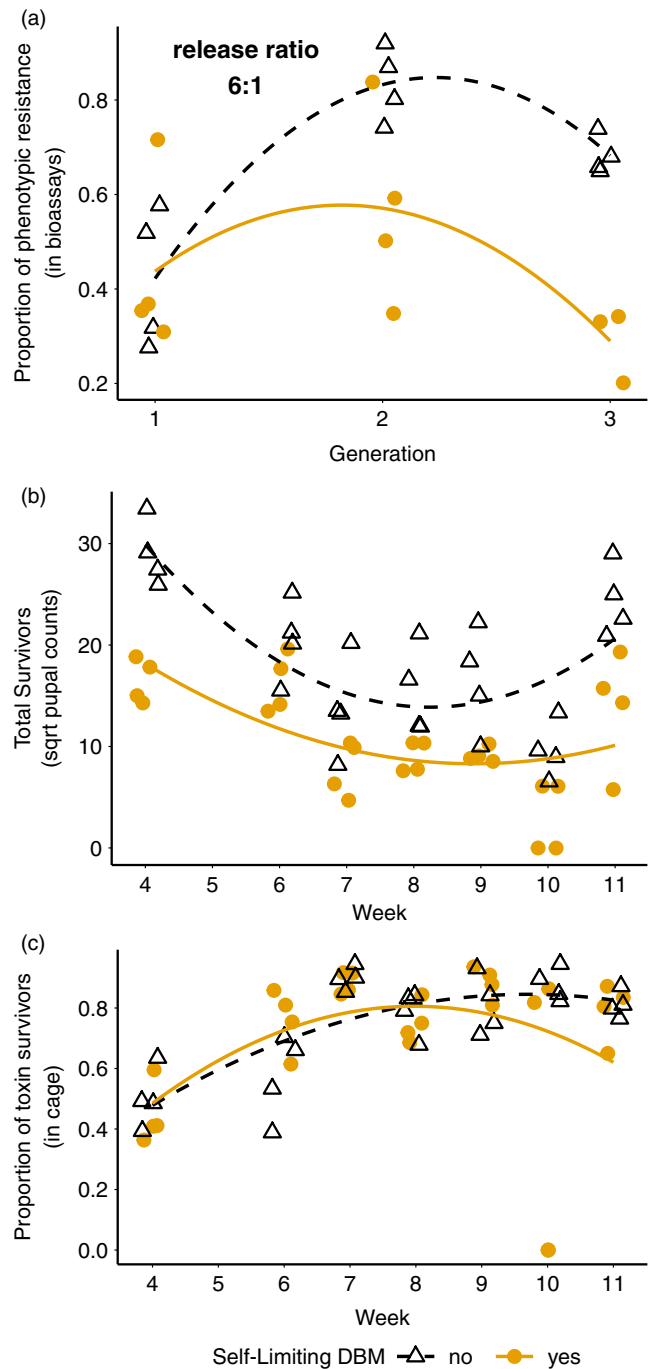 (a)
release ratio
6:1
Proportion of phenotypic resistance
(in bioassays)
0.8
0.6
0.4
0.2
1 2 3
Generation
(b)
Total Survivors
(sqrt pupal counts)
30
20
10
0
4 5 6 7 8 9 10 11
Week
(c)
Proportion of toxin survivors
(in cage)
0.8
0.6
0.4
0.2
0.0
4 5 6 7 8 9 10 11
Week
Self-Limiting DBM no yes